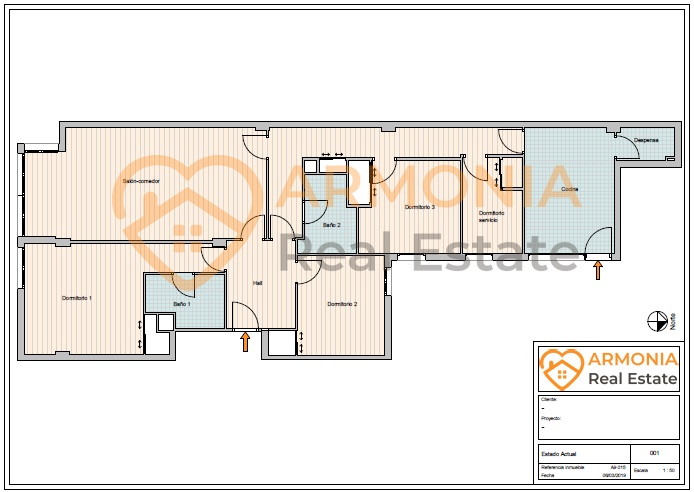 ARMONIA
Real Estate
Salón-comedor
Dormitorio 1
Baño 1
Hall
Baño 2
Dormitorio 2
Dormitorio 3
Dormitorio
servicio
Cocina
Despensa
Norte
ARMONIA
Real Estate
Cliente:
-
Proyecto:
-
Estado Actual 001
Referencia inmueble A9-215 Escala 1 : 50
Fecha 06/03/2019